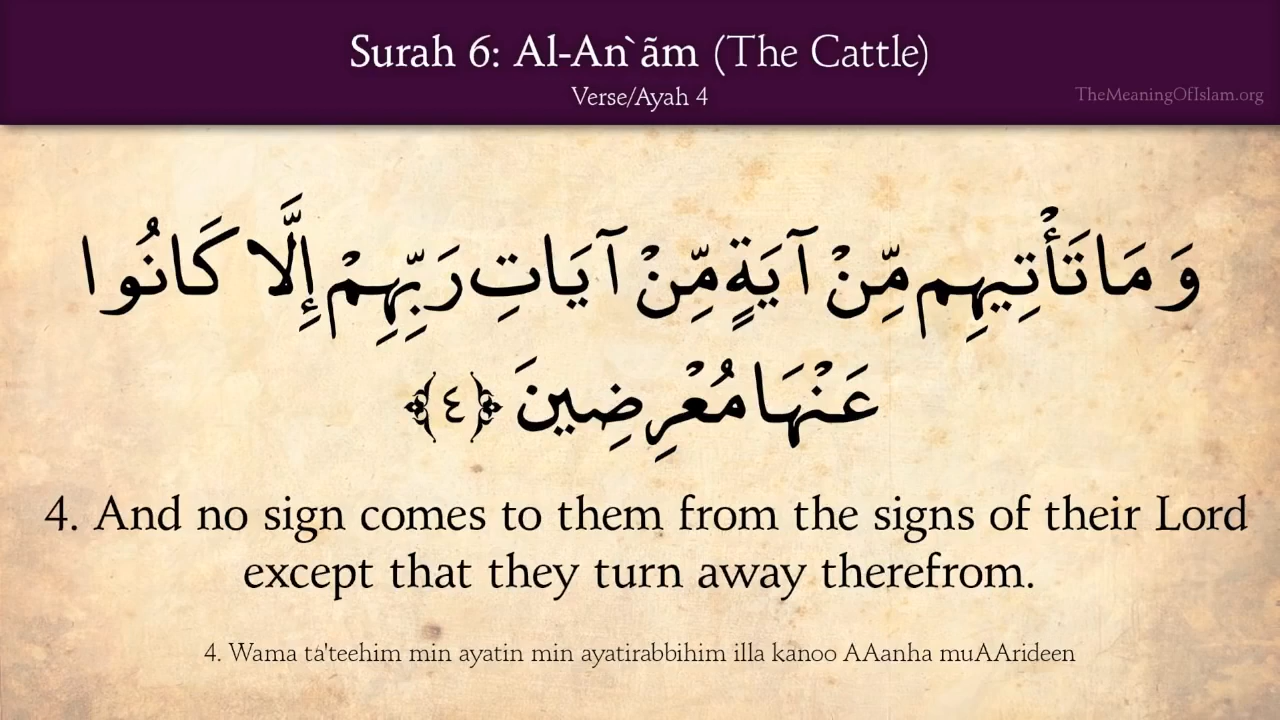 Surah 6: Al-An`ãm (The Cattle)
Verse/Ayah 4
TheMeaningOfIslam.org
وَمَا تَأْتِيهِم مِّنْ آيَةٍ مِّنْ آيَاتِ رَبِّهِمْ إِلَّا كَانُوا
عَنْهَا مُعْرِضِينَ ﴿٤﴾
4. And no sign comes to them from the signs of their Lord
except that they turn away therefrom.
4. Wama ta'teehim min ayatin min ayatirabbihim illa kanoo AAanha muAArideen